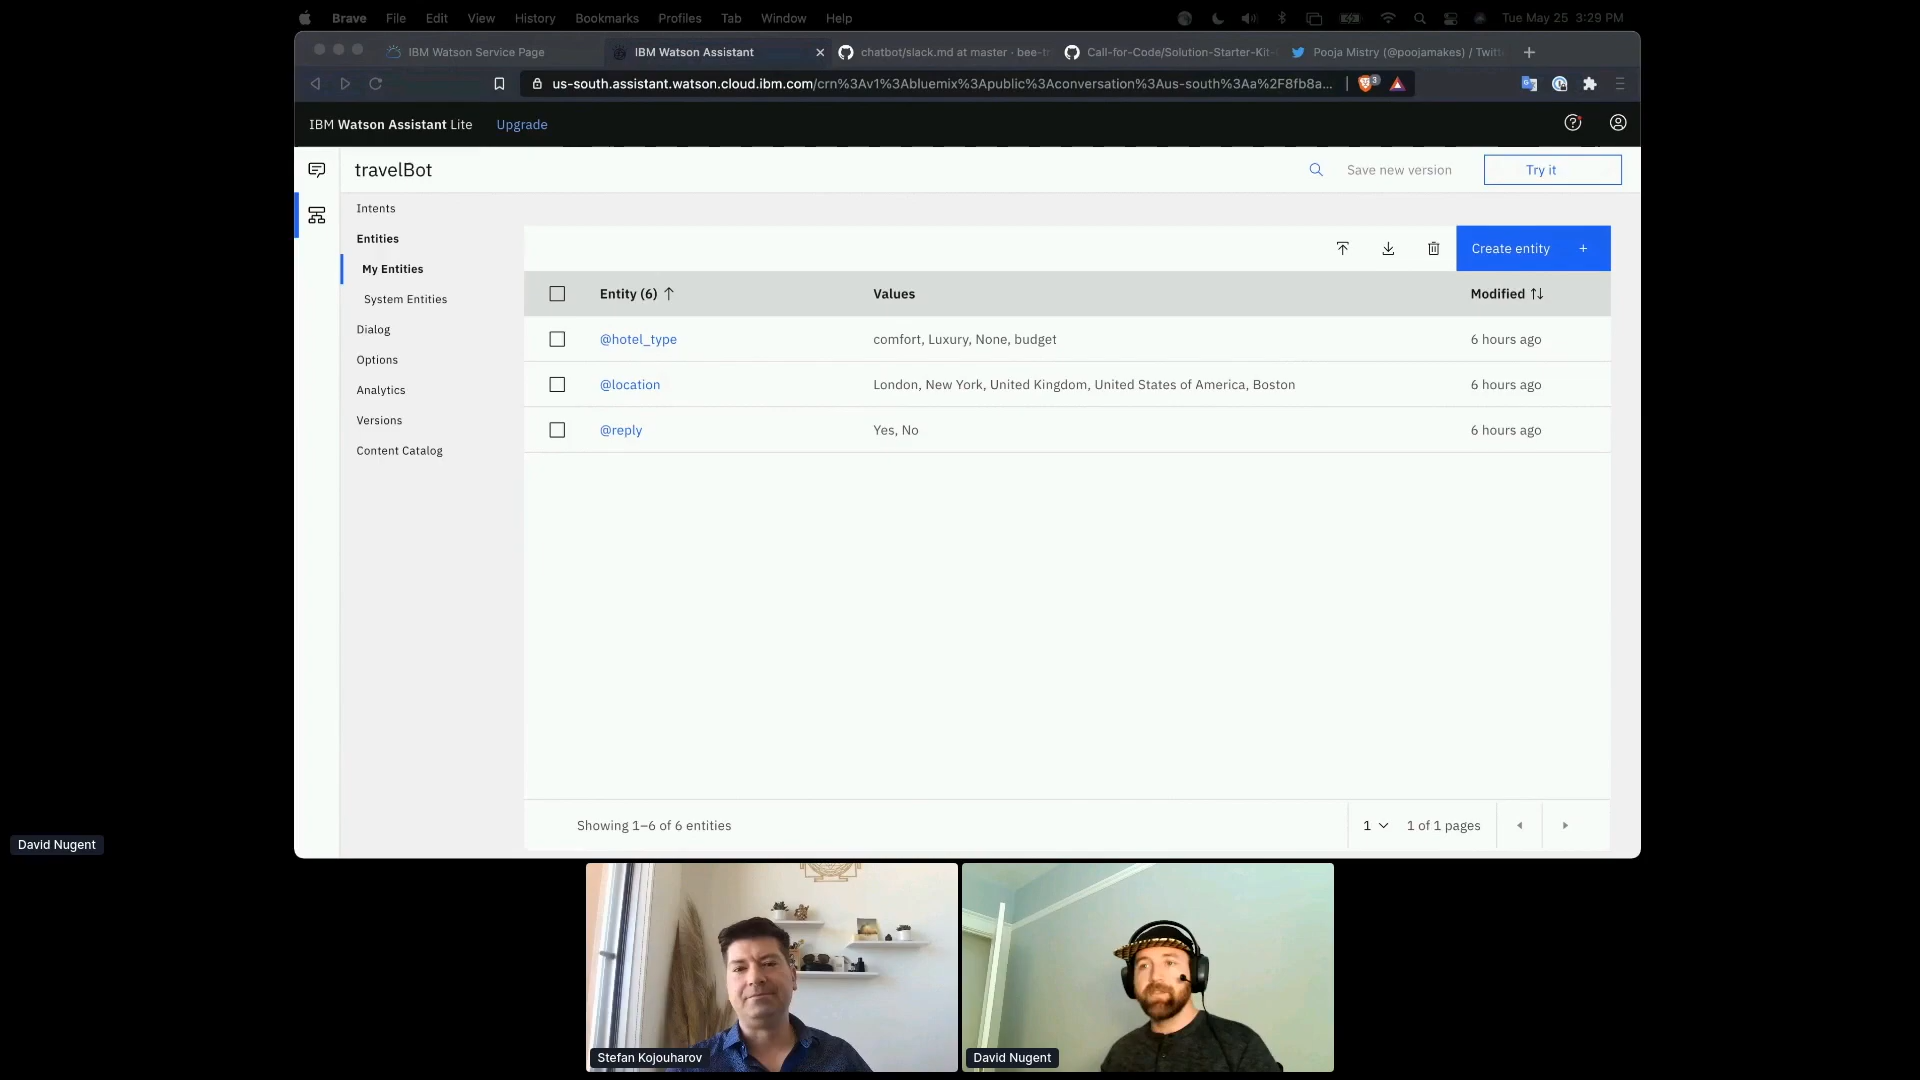 Brave File Edit View History Bookmarks Profiles Tab Window Help Tue May 25 3:29 PM
IBM Watson Service Page IBM Watson Assistant chatbot/slack.md at master · bee-tr Call-for-Code/Solution-Starter-Kit- Pooja Mistry (@poojamakes) / Twitt
us-south.assistant.watson.cloud.ibm.com/crn%3Av1%3Abluemix%3Apublic%3Aconversation%3Aus-south%3Aa%2F8fb8a... 3
IBM Watson Assistant Lite Upgrade
travelBot Save new version Try it
Intents
Entities
My Entities
System Entities
Dialog
Options
Analytics
Versions
Content Catalog
Create entity +
Entity (6) Values Modified
@hotel_type comfort, Luxury, None, budget 6 hours ago
@location London, New York, United Kingdom, United States of America, Boston 6 hours ago
@reply Yes, No 6 hours ago
Showing 1–6 of 6 entities 1 1 of 1 pages
David Nugent
Stefan Kojouharov David Nugent